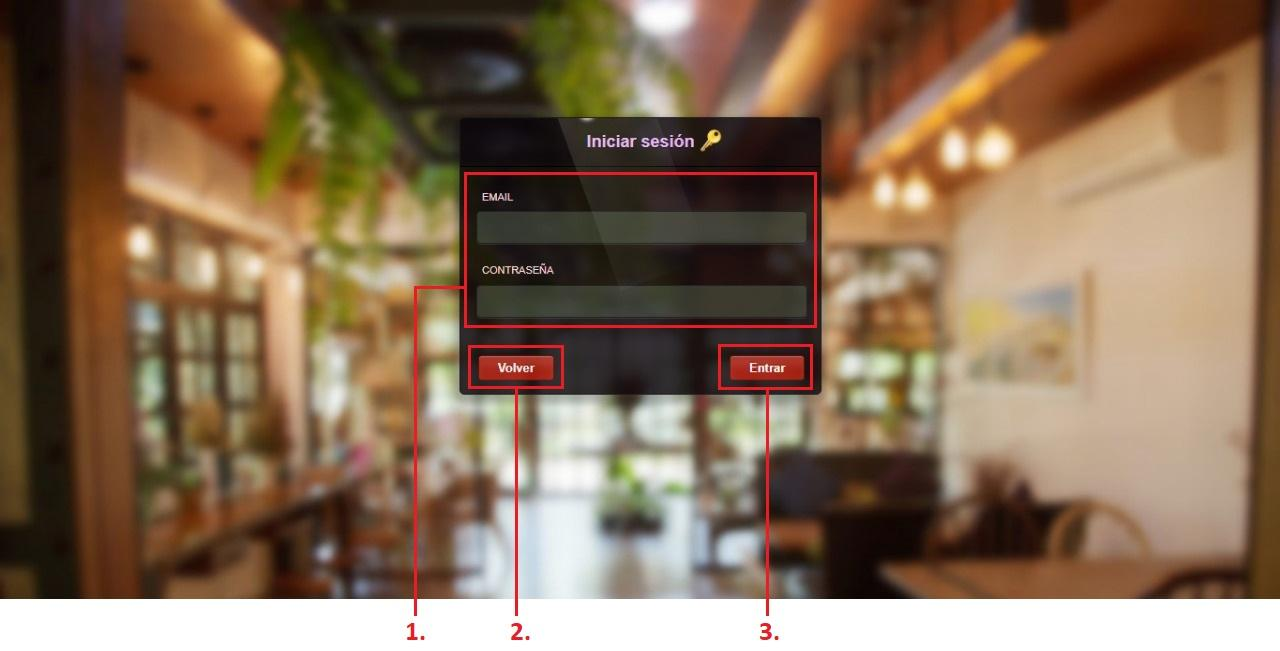 Iniciar sesión 🔑
EMAIL
CONTRASEÑA
Volver
Entrar
1.
2.
3.